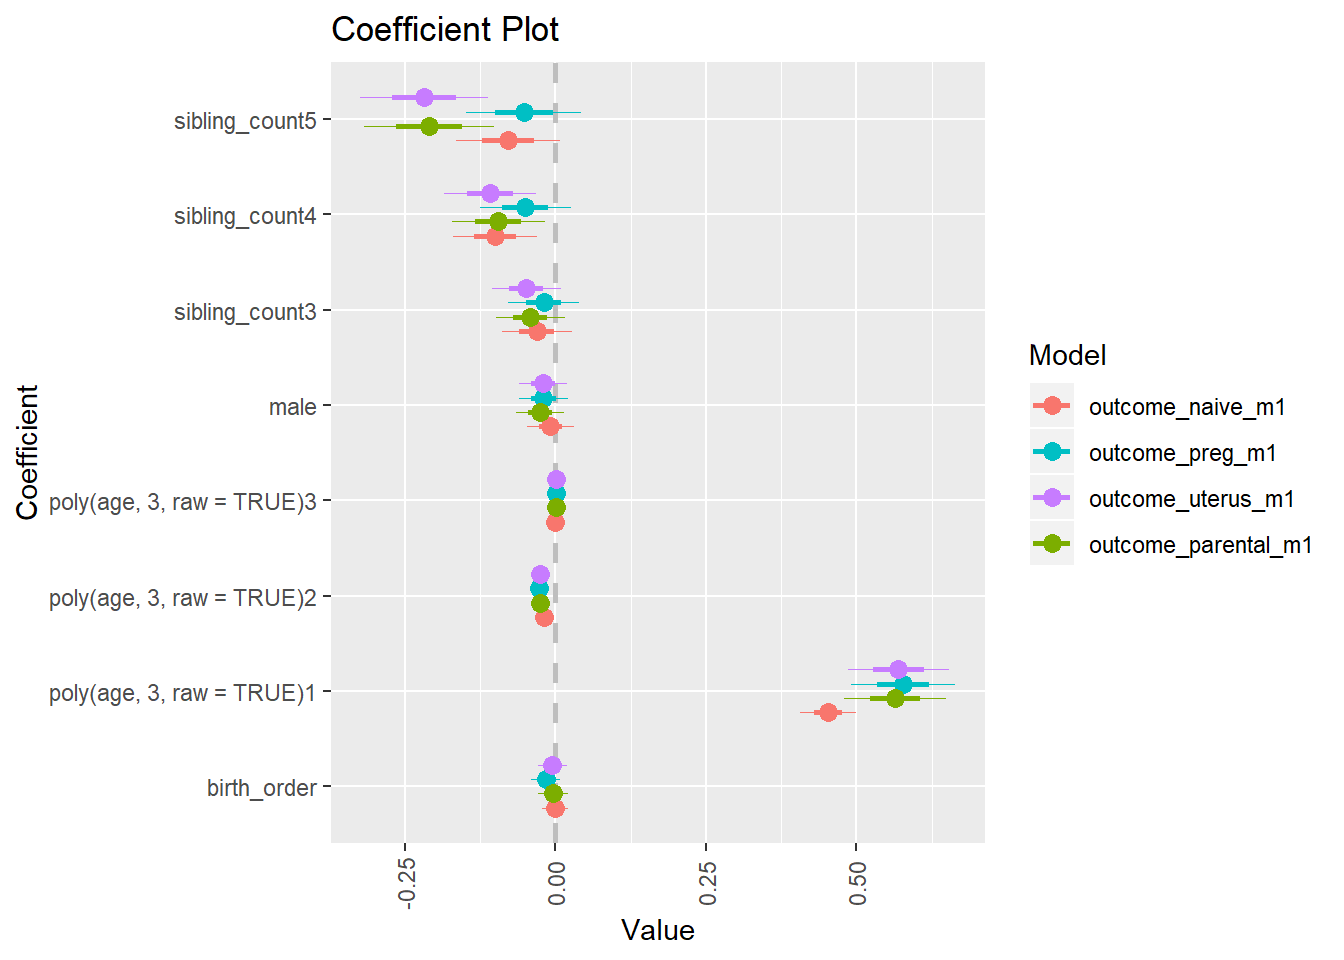 Coefficient Plot
Coefficient
sibling_count5
sibling_count4
sibling_count3
male
poly(age, 3, raw = TRUE)3
poly(age, 3, raw = TRUE)2
poly(age, 3, raw = TRUE)1
birth_order
-0.25
0.00
0.25
0.50
Value
Model
outcome_naive_m1
outcome_preg_m1
outcome_uterus_m1
outcome_parental_m1